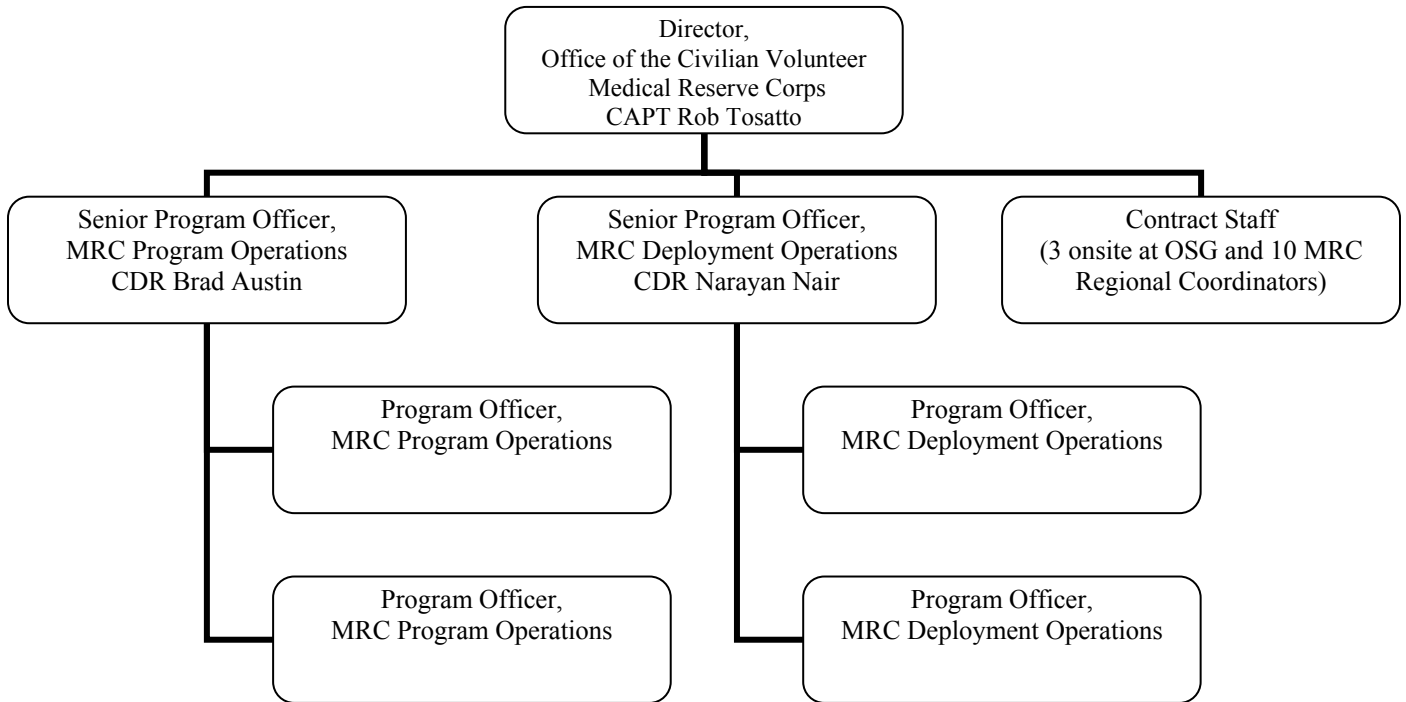 Director,
Office of the Civilian Volunteer
Medical Reserve Corps
CAPT Rob Tosatto
Senior Program Officer,
MRC Program Operations
CDR Brad Austin
Senior Program Officer,
MRC Deployment Operations
CDR Narayan Nair
Contract Staff
(3 onsite at OSG and 10 MRC
Regional Coordinators)
Program Officer,
MRC Program Operations
Program Officer,
MRC Deployment Operations
Program Officer,
MRC Program Operations
Program Officer,
MRC Deployment Operations